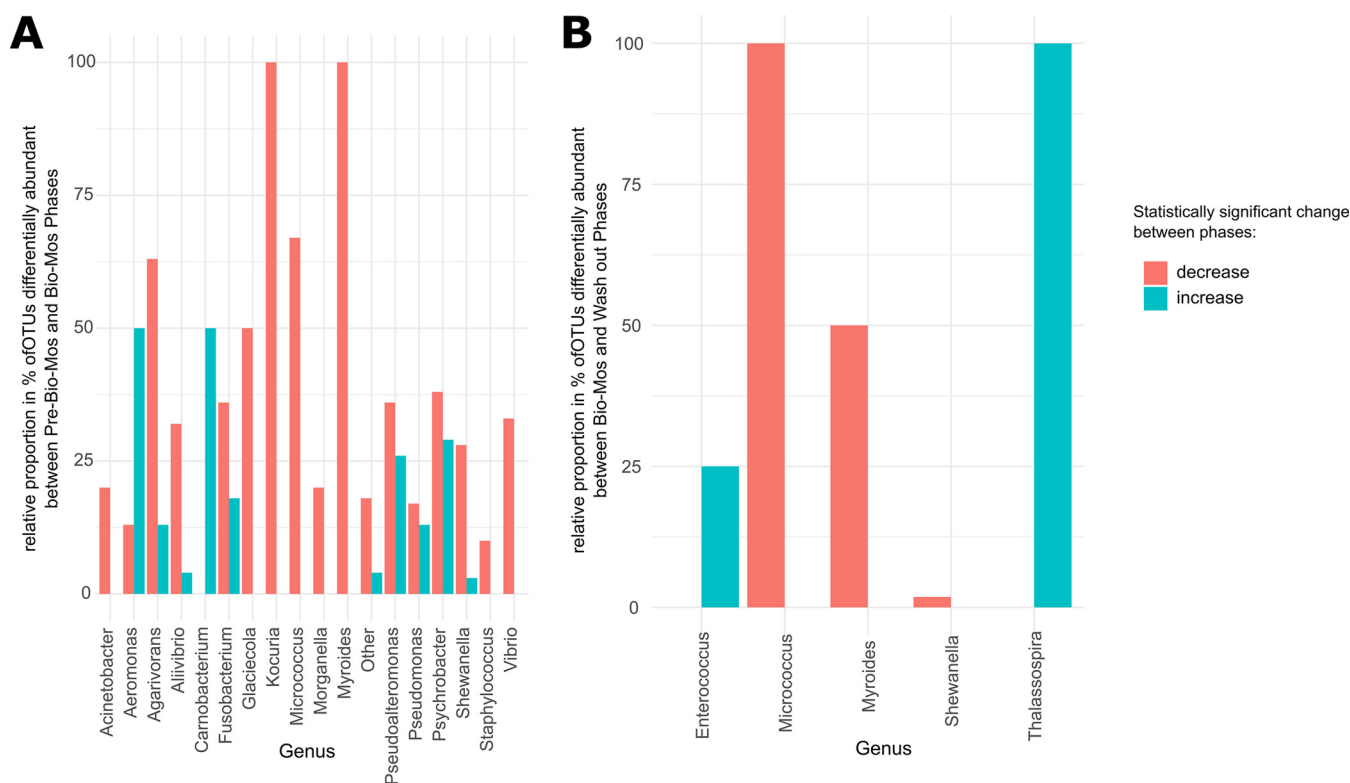 A
relative proportion in % ofOTUs differentially abundant
between Pre-Bio-Mos and Bio-Mos Phases
100
75
50
25
0
Acinetobacter
Aeromonas
Agarivorans
Aliivibrio
Carnobacterium
Fusobacterium
Glaciecola
Kocuria
Micrococcus
Morganella
Myroides
Other
Pseudoalteromonas
Pseudomonas
Psychrobacter
Shewanella
Staphylococcus
Vibrio
Genus
B
relative proportion in % ofOTUs differentially abundant
between Bio-Mos and Wash out Phases
100
75
50
25
0
Enterococcus
Micrococcus
Myroides
Shewanella
Thalassospira
Genus
Statistically significant change
between phases:
decrease
increase